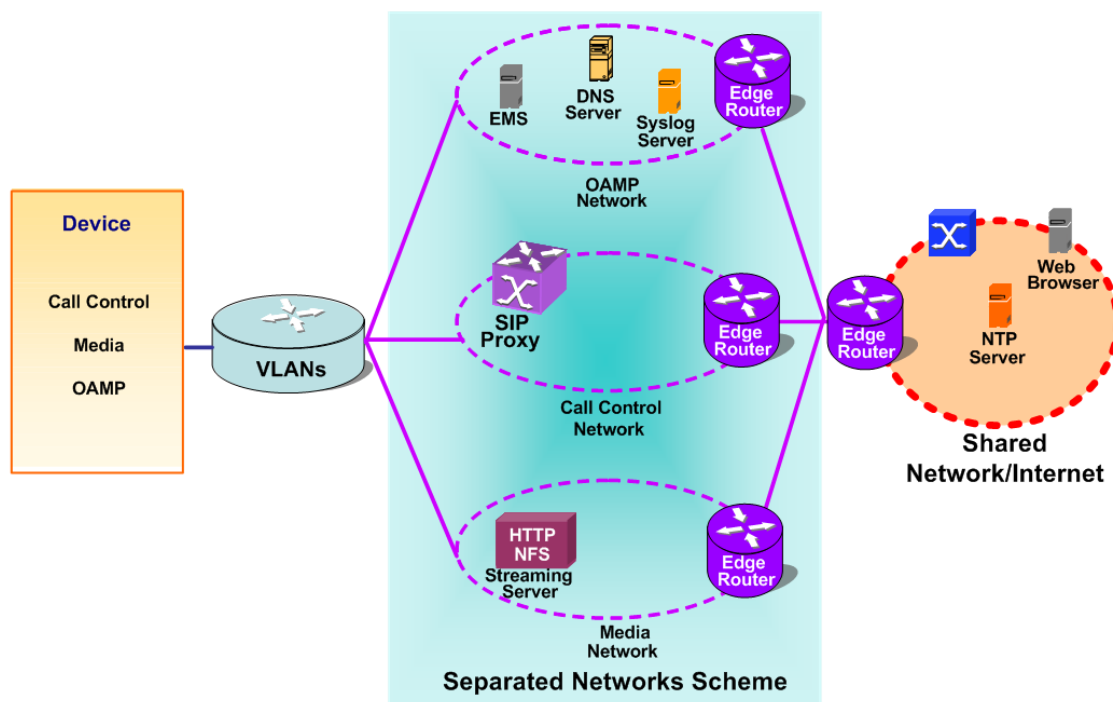 Device
Call Control
Media
OAMP
VLANs
EMS
DNS
Server
Syslog
Server
Edge
Router
OAMP
Network
SIP
Proxy
Edge
Router
Call Control
Network
HTTP
NFS
Streaming
Server
Edge
Router
Media
Network
Separated Networks Scheme
Edge
Router
Web
Browser
NTP
Server
Shared
Network/Internet